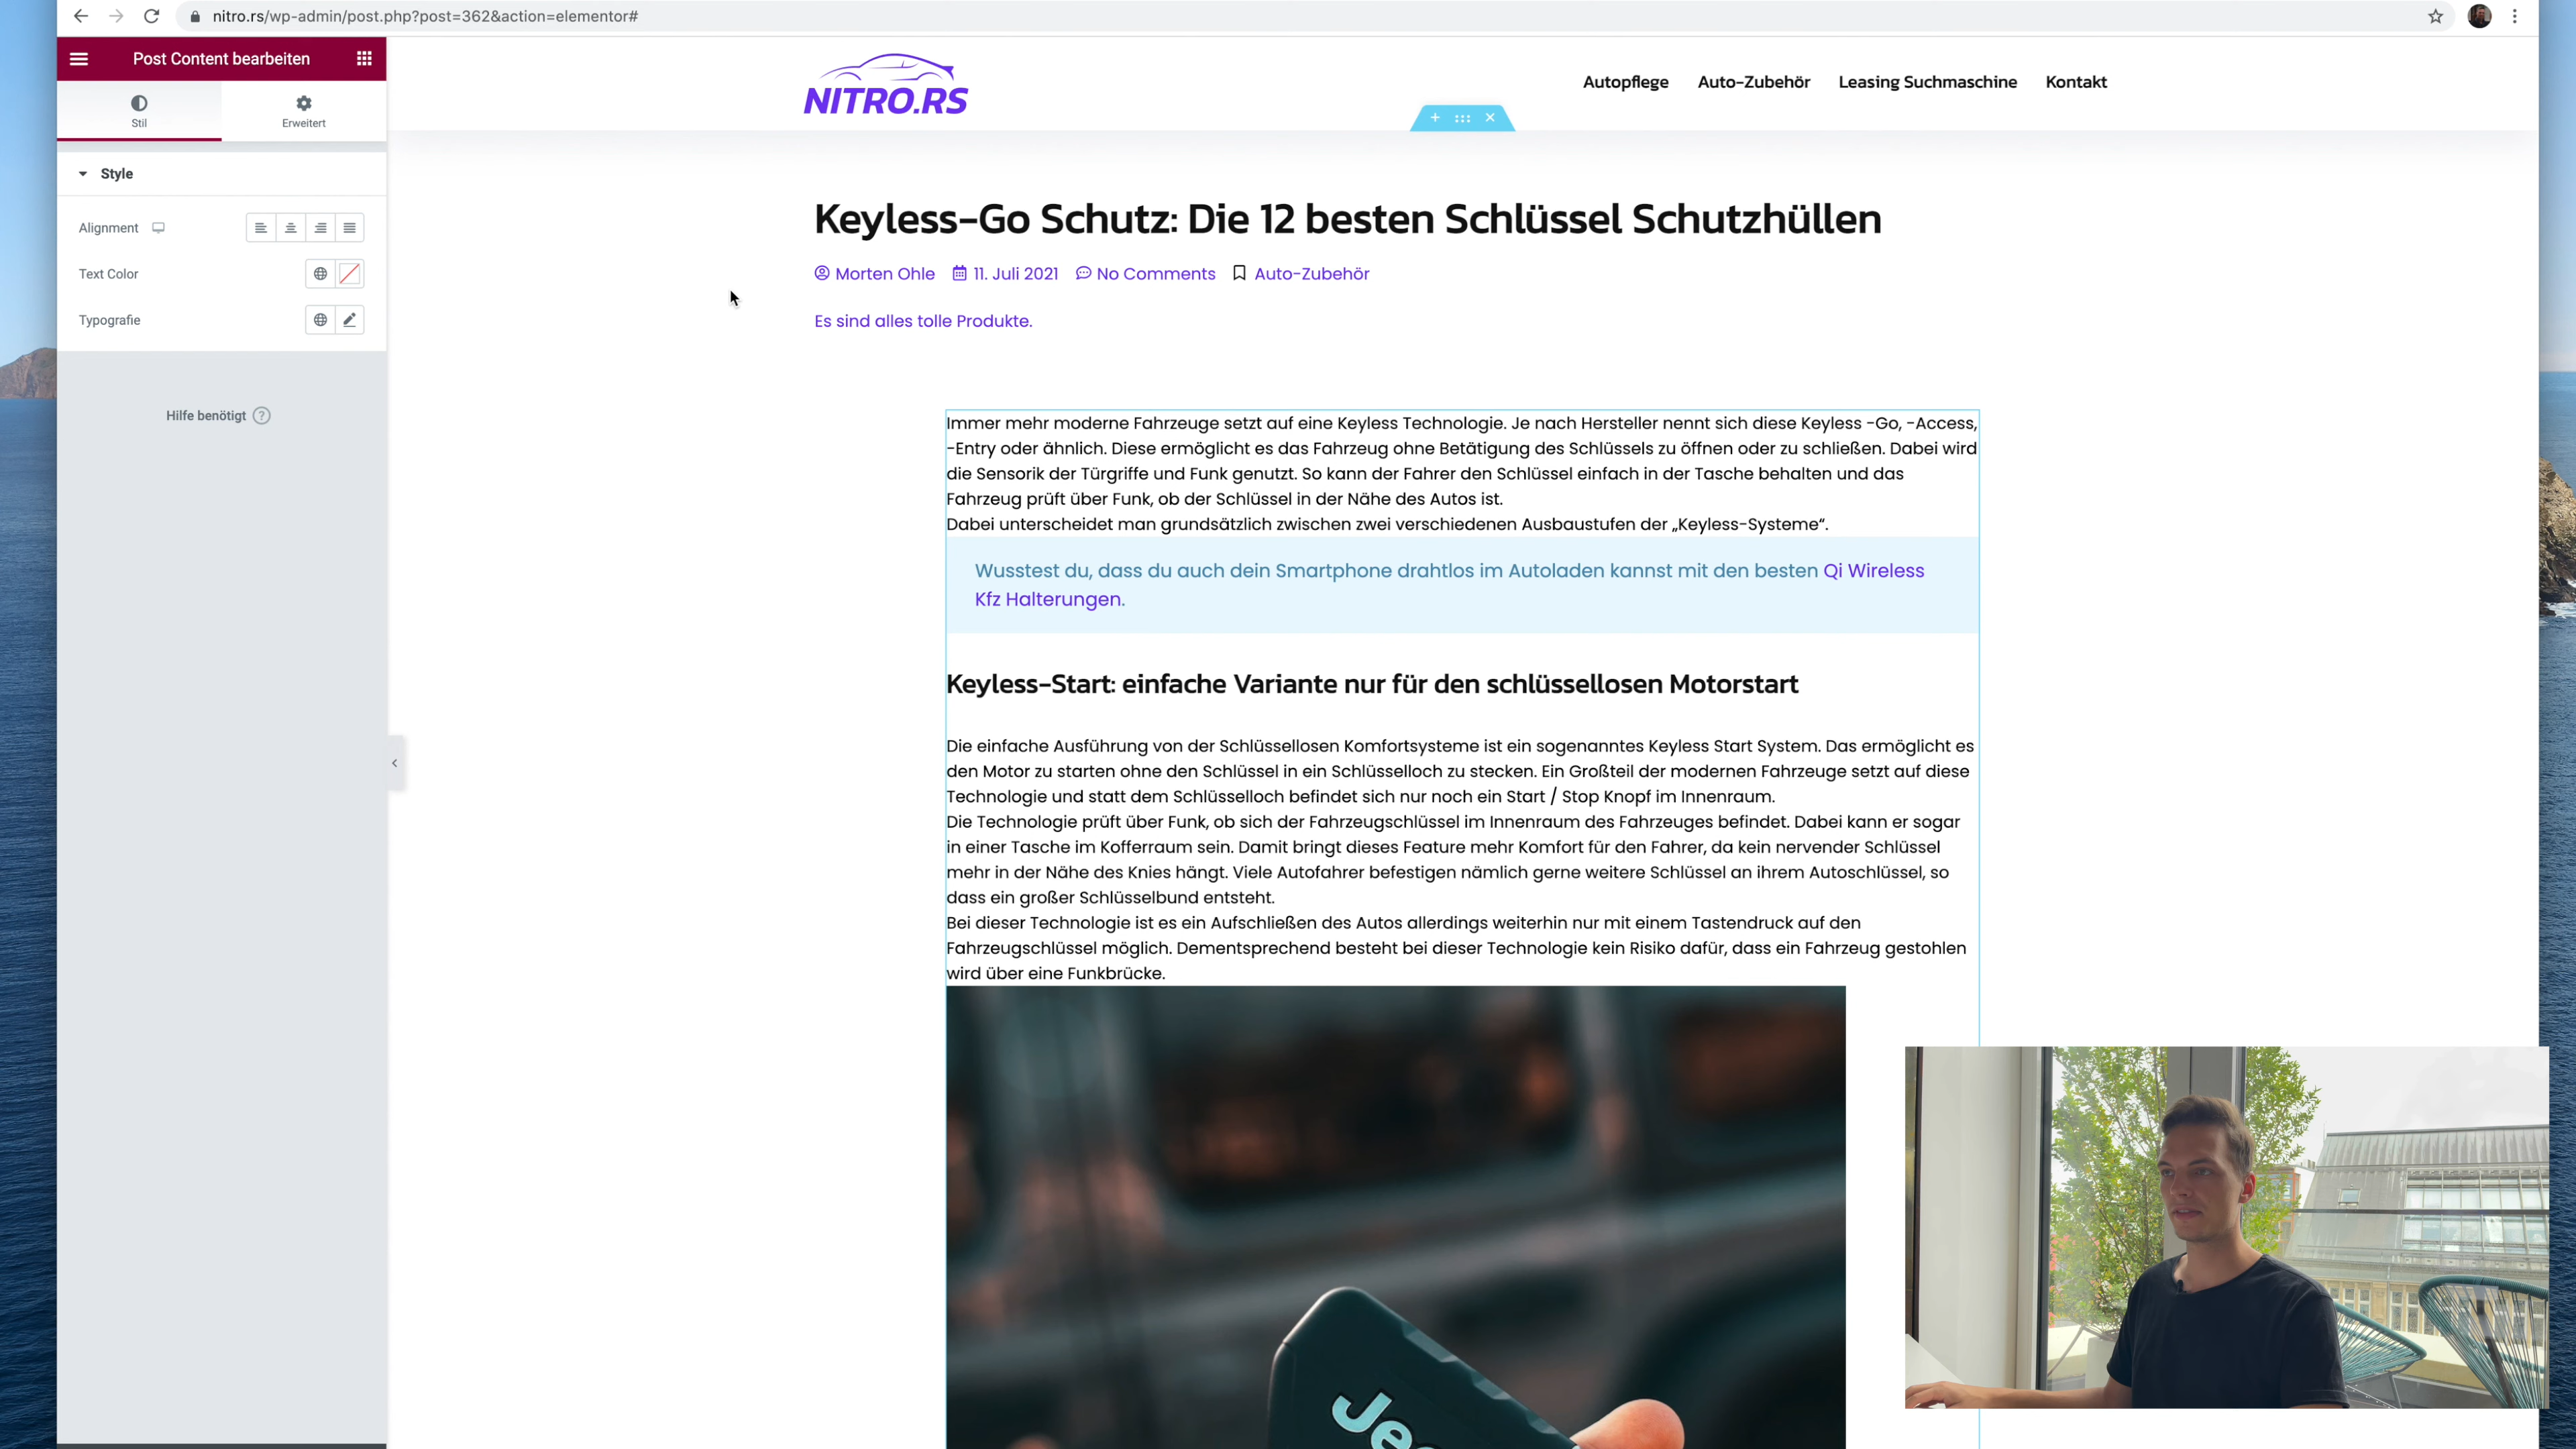 nitro.rs/wp-admin/post.php?post=362&action=elementor#
Post Content bearbeiten
Stil
Erweitert
Style
Alignment
Text Color
Typografie
Hilfe benötigt ?
NITRO.RS
Autopflege Auto-Zubehör Leasing Suchmaschine Kontakt
Keyless-Go Schutz: Die 12 besten Schlüssel Schutzhüllen
Morten Ohle 11. Juli 2021 No Comments Auto-Zubehör
Es sind alles tolle Produkte.
Immer mehr moderne Fahrzeuge setzt auf eine Keyless Technologie. Je nach Hersteller nennt sich diese Keyless -Go, -Access,
-Entry oder ähnlich. Diese ermöglicht es das Fahrzeug ohne Betätigung des Schlüssels zu öffnen oder zu schließen. Dabei wird
die Sensorik der Türgriffe und Funk genutzt. So kann der Fahrer den Schlüssel einfach in der Tasche behalten und das
Fahrzeug prüft über Funk, ob der Schlüssel in der Nähe des Autos ist.
Dabei unterscheidet man grundsätzlich zwischen zwei verschiedenen Ausbaustufen der „Keyless-Systeme“.
Wusstest du, dass du auch dein Smartphone drahtlos im Autoladen kannst mit den besten Qi Wireless
Kfz Halterungen.
Keyless-Start: einfache Variante nur für den schlüssellosen Motorstart
Die einfache Ausführung von der Schlüssellosen Komfortsysteme ist ein sogenanntes Keyless Start System. Das ermöglicht es
den Motor zu starten ohne den Schlüssel in ein Schlüsselloch zu stecken. Ein Großteil der modernen Fahrzeuge setzt auf diese
Technologie und statt dem Schlüsselloch befindet sich nur noch ein Start / Stop Knopf im Innenraum.
Die Technologie prüft über Funk, ob sich der Fahrzeugschlüssel im Innenraum des Fahrzeuges befindet. Dabei kann er sogar
in einer Tasche im Kofferraum sein. Damit bringt dieses Feature mehr Komfort für den Fahrer, da kein nervender Schlüssel
mehr in der Nähe des Knies hängt. Viele Autofahrer befestigen nämlich gerne weitere Schlüssel an ihrem Autoschlüssel, so
dass ein großer Schlüsselbund entsteht.
Bei dieser Technologie ist es ein Aufschließen des Autos allerdings weiterhin nur mit einem Tastendruck auf den
Fahrzeugschlüssel möglich. Dementsprechend besteht bei dieser Technologie kein Risiko dafür, dass ein Fahrzeug gestohlen
wird über eine Funkbrücke.